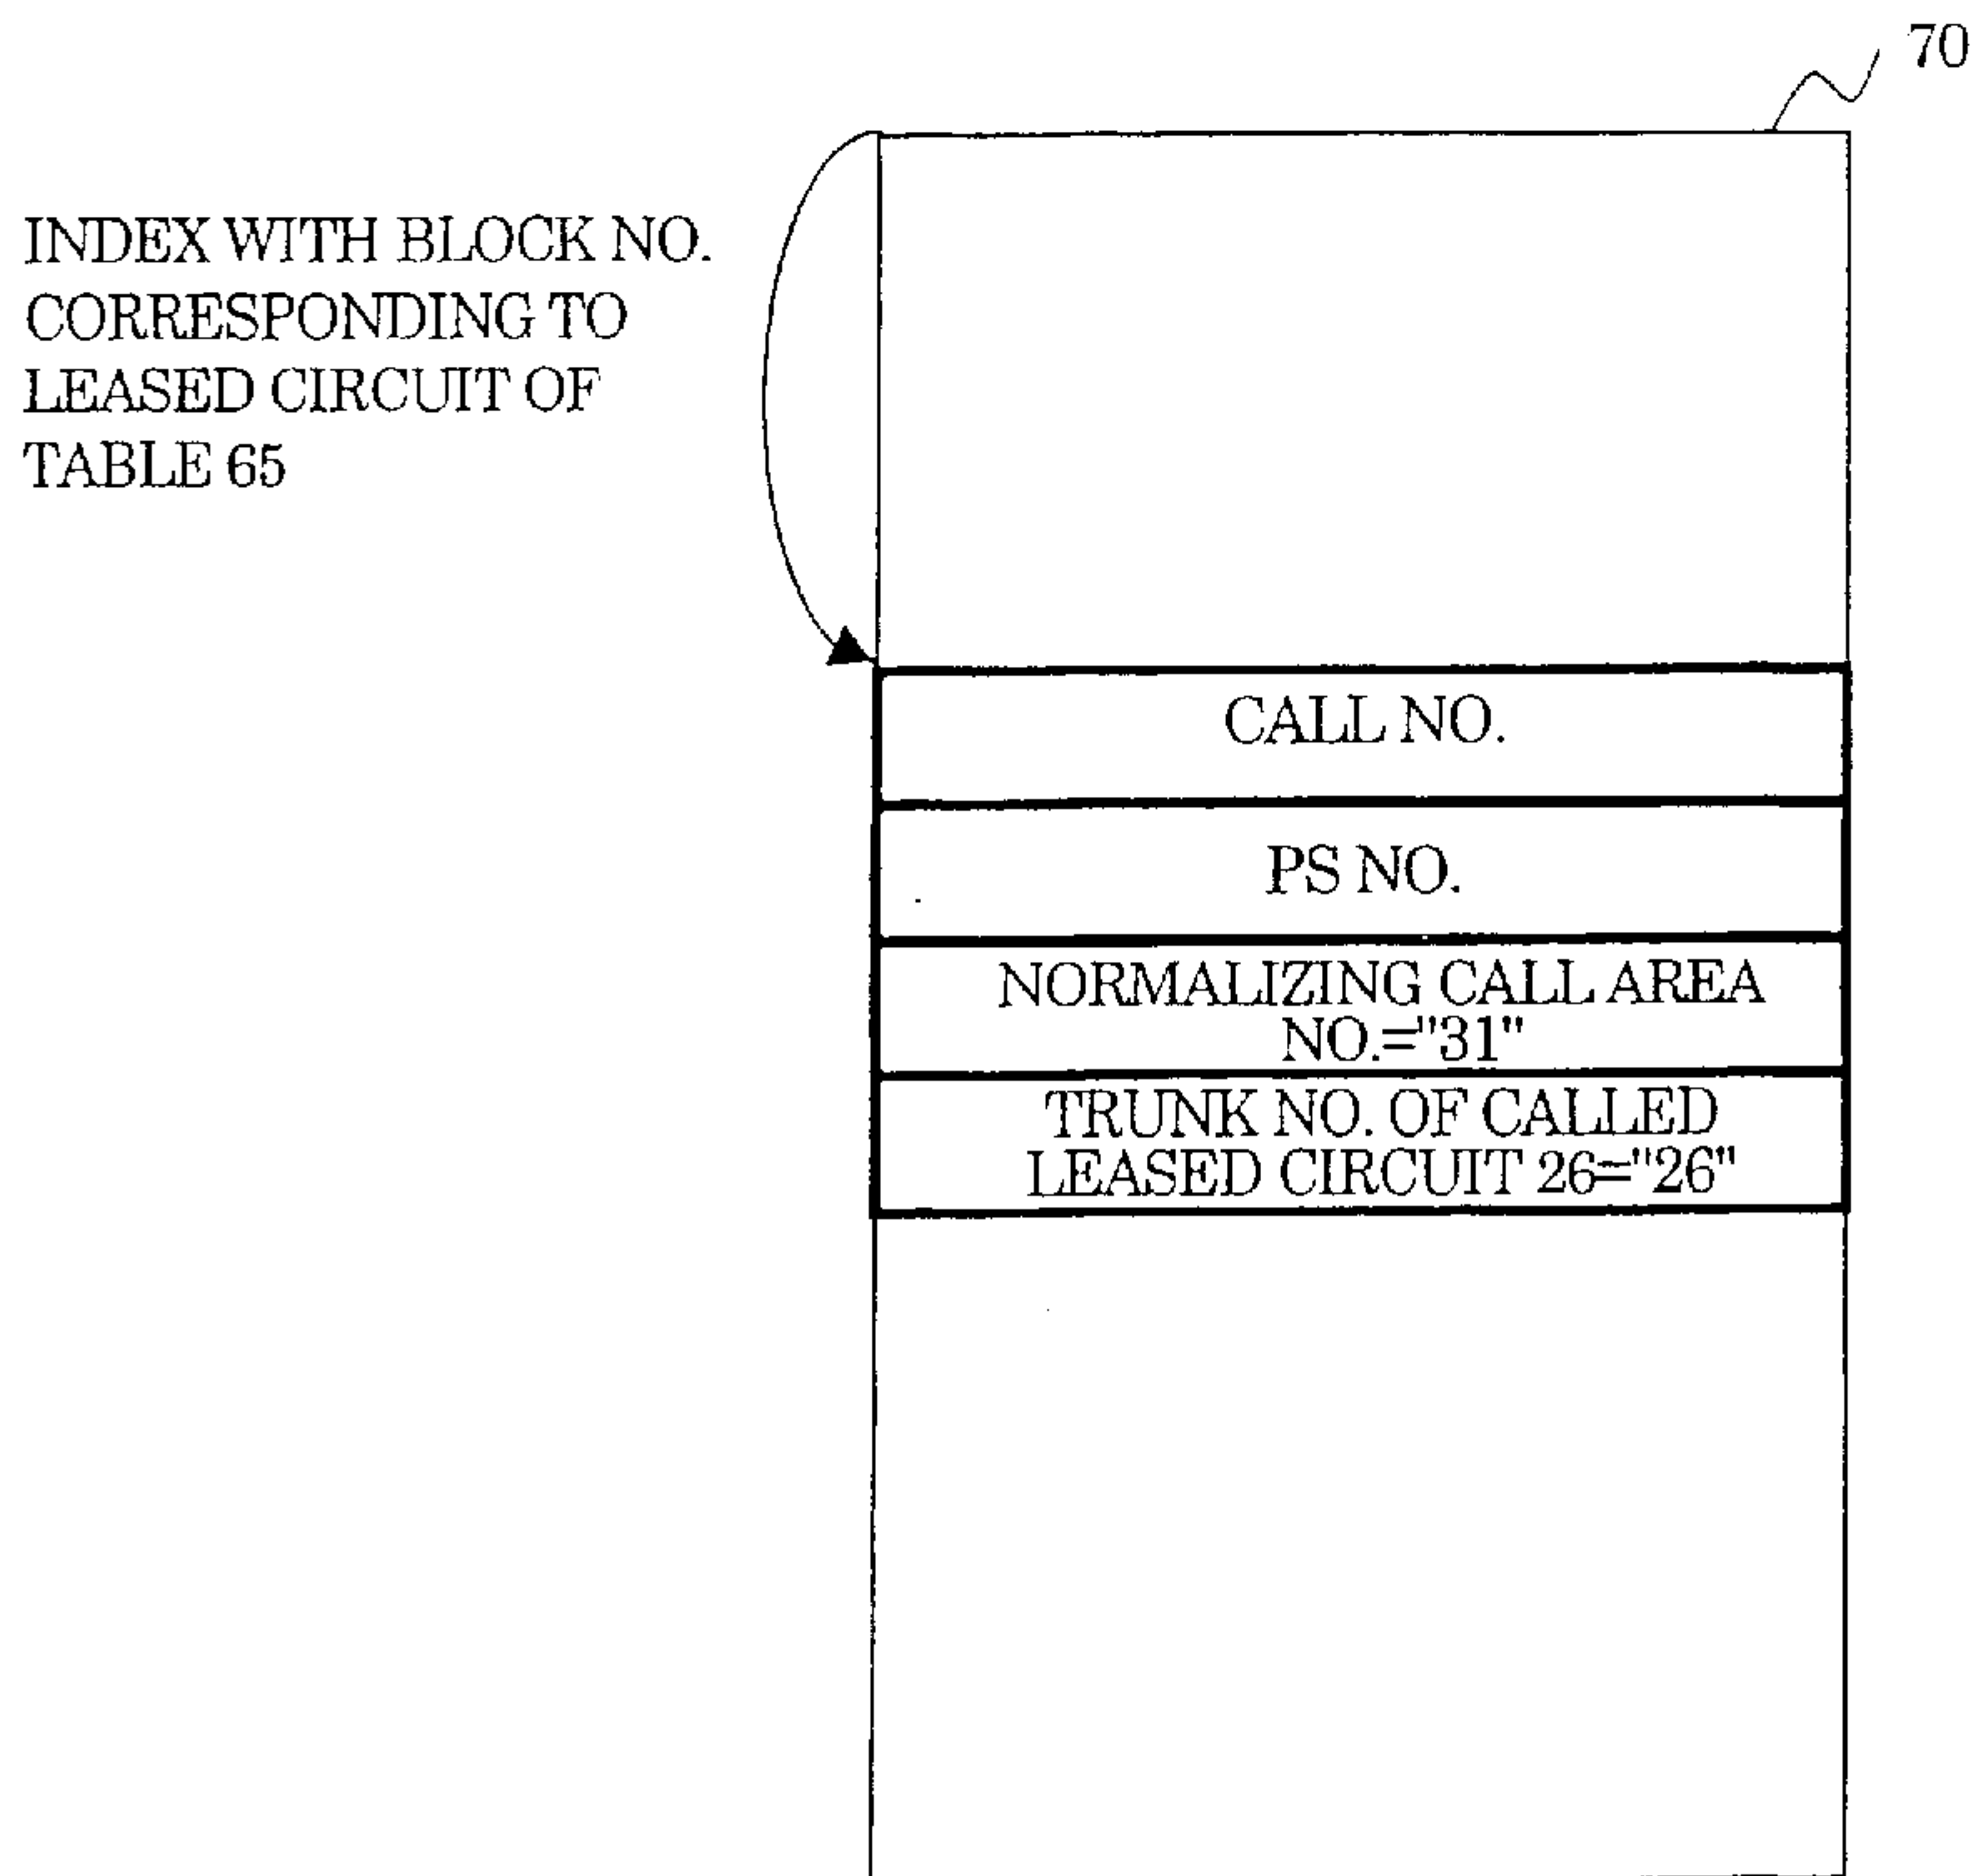 70
INDEX WITH BLOCK NO.
CORRESPONDING TO
LEASED CIRCUIT OF
TABLE 65
CALL NO.
PS NO.
NORMALIZING CALL AREA
NO.="31"
TRUNK NO. OF CALLED
LEASED CIRCUIT 26="26"